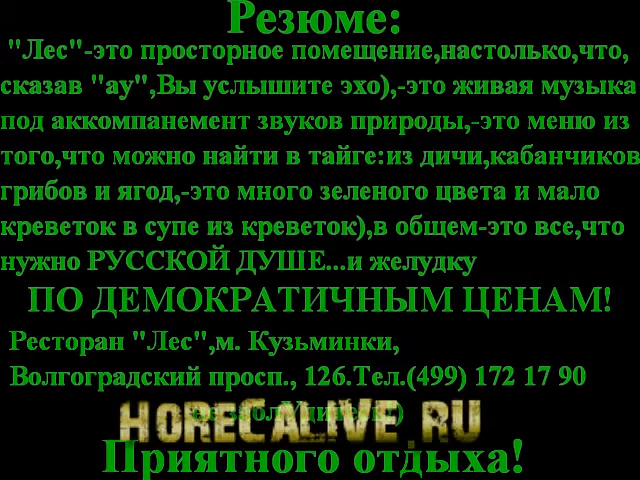 Резюме:
"Лес"-это просторное помещение,настолько,что,
сказав "ау",Вы услышите эхо),-это живая музыка
под аккомпанемент звуков природы,-это меню из
того,что можно найти в тайге:из дичи,кабанчиков
грибов и ягод,-это много зеленого цвета и мало
креветок в супе из креветок),в общем-это все,что
нужно РУССКОЙ ДУШЕ...и желудку
ПО ДЕМОКРАТИЧНЫМ ЦЕНАМ!
Ресторан "Лес",м. Кузьминки,
Волгоградский просп., 126.Тел.(499) 172 17 90
не
HORECALIVE RU
Приятного отдыха!